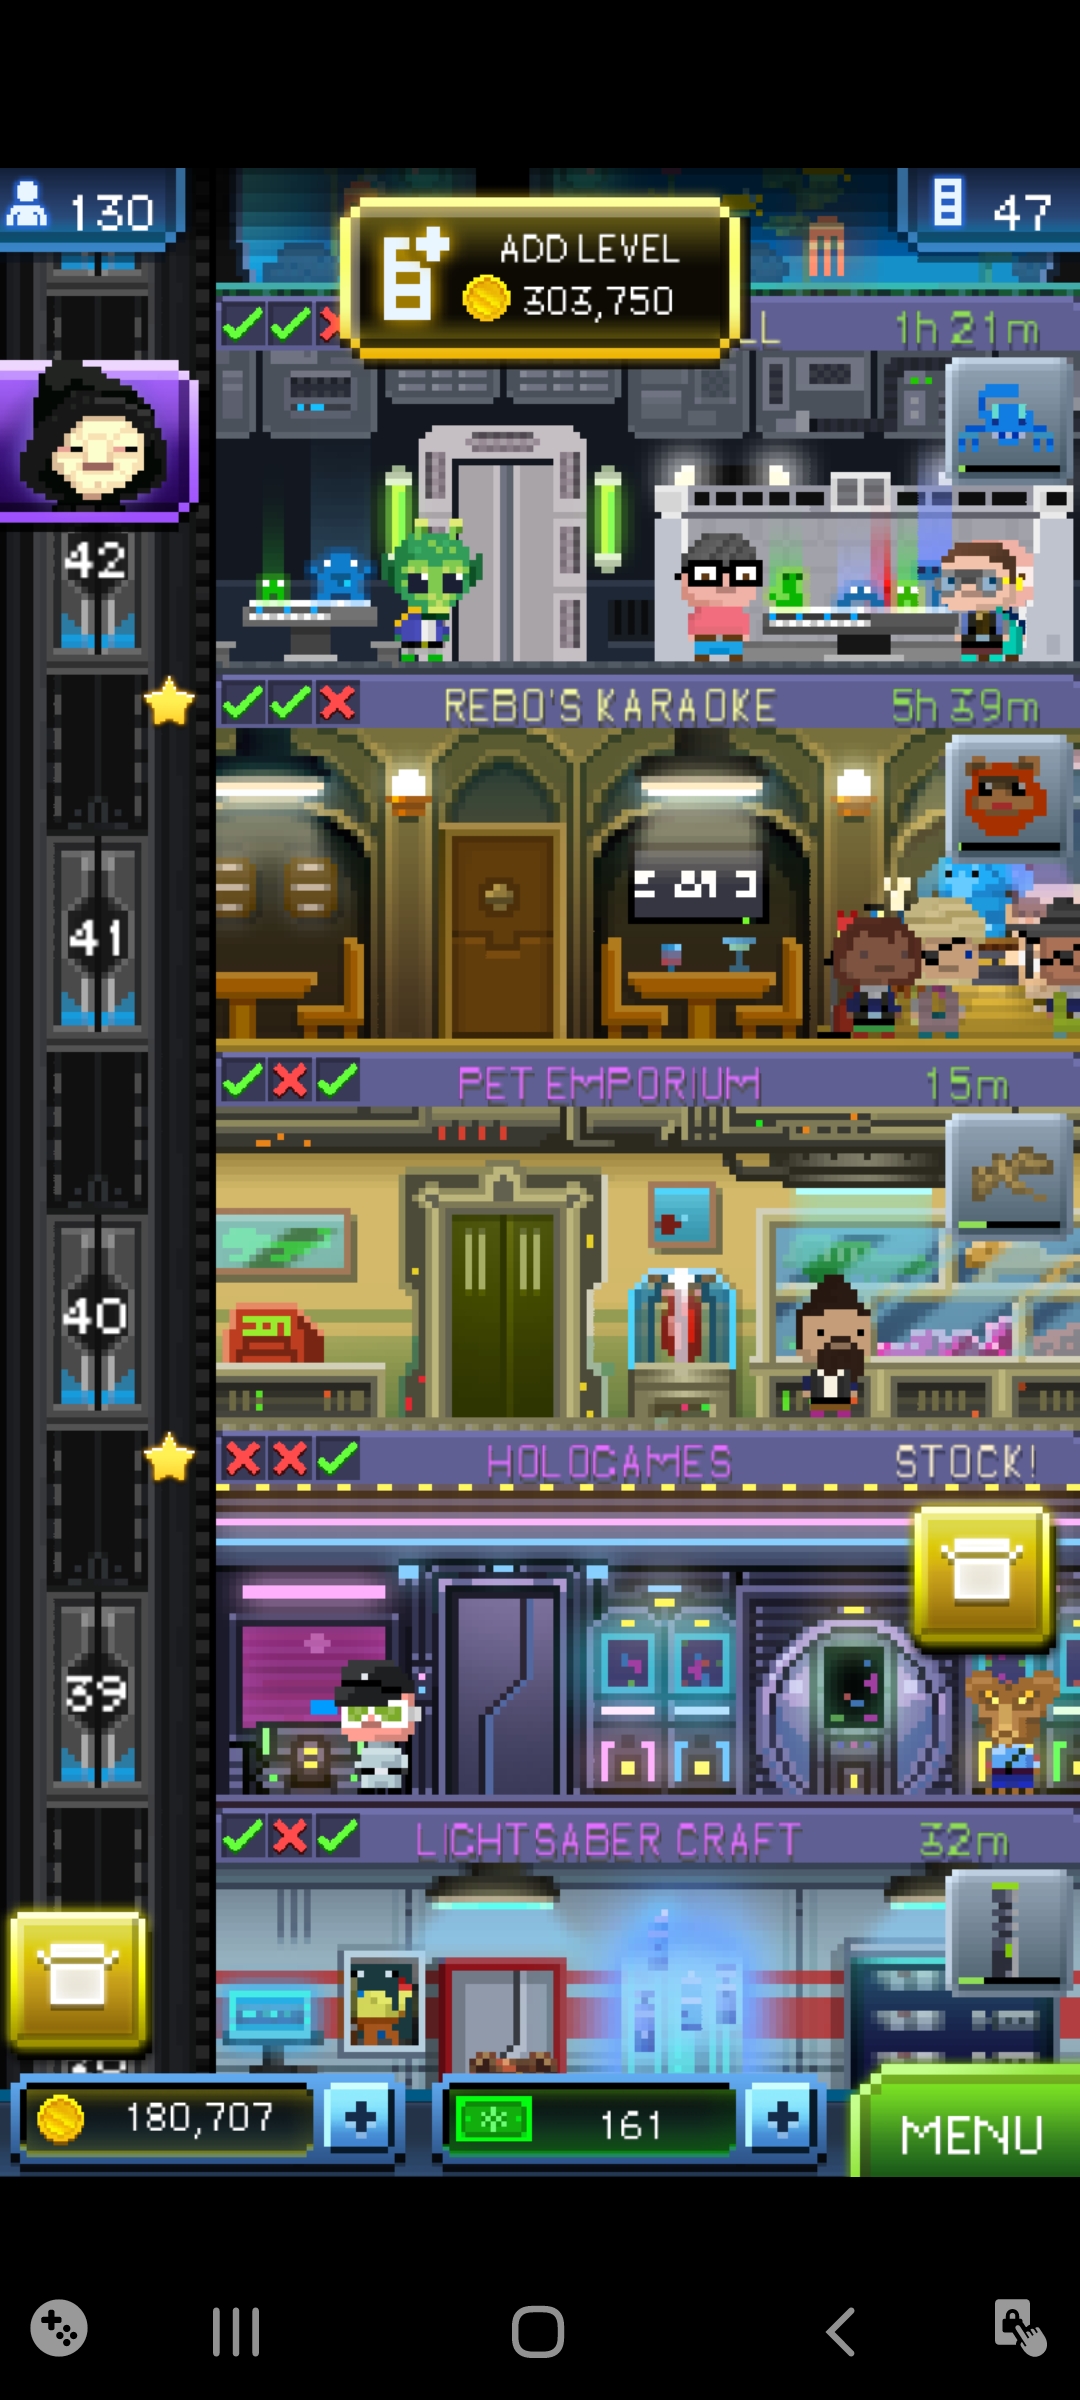 130
ADD LEVEL
303,750
47
LL
1h 21m
42
REBO'S KARAOKE
5h 39m
41
PET EMPORIUM
15m
40
HOLOGAMES
STOCK!
39
LIGHTSABER CRAFT
32m
180,707
161
MENU